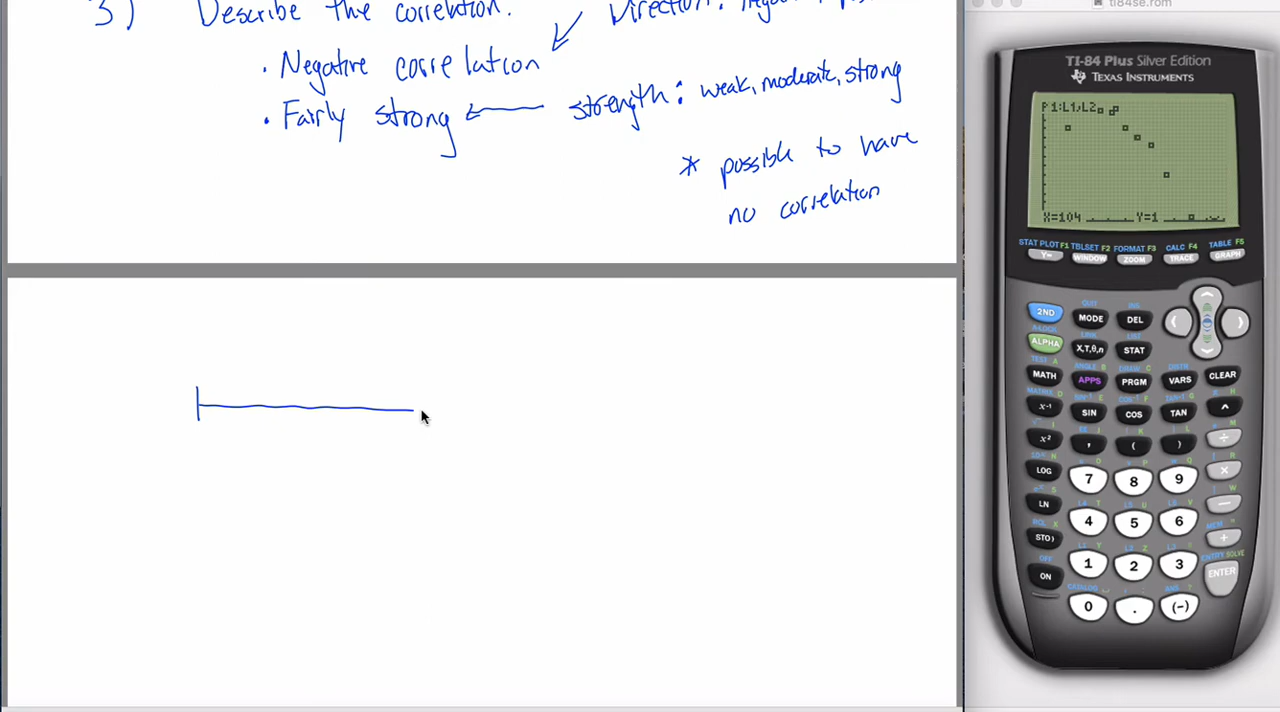 3) Describe the correlation. Direction:
• Negative correlation
• Fairly strong ← strength: weak, moderate, strong
* possible to have
no correlation
ti84se.rom
TI-84 Plus Silver Edition
TEXAS INSTRUMENTS
P1:L1,L2
X=104 Y=1
STAT PLOT F1 TBLSET F2 FORMAT F3 CALC F4 TABLE F5
Y= WINDOW ZOOM TRACE GRAPH
2ND MODE DEL
ALPHA X,T,θ,n STAT
MATH APPS PRGM VARS CLEAR
x⁻¹ SIN COS TAN ^
x² , ( ) ÷
LOG 7 8 9 ×
LN 4 5 6 −
STO› 1 2 3 +
ON 0 . (-) ENTER